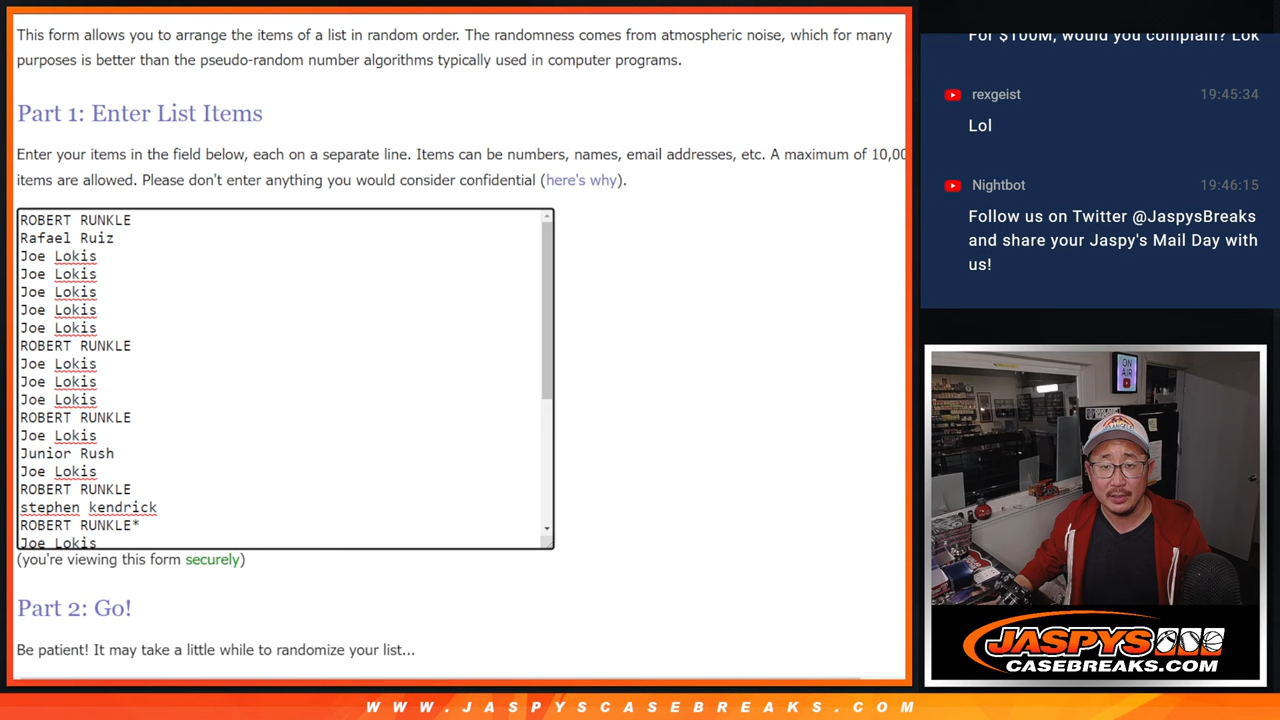 This form allows you to arrange the items of a list in random order. The randomness comes from atmospheric noise, which for many
purposes is better than the pseudo-random number algorithms typically used in computer programs.
Part 1: Enter List Items
Enter your items in the field below, each on a separate line. Items can be numbers, names, email addresses, etc. A maximum of 10,00
items are allowed. Please don't enter anything you would consider confidential (here's why).
ROBERT RUNKLE
Rafael Ruiz
Joe Lokis
Joe Lokis
Joe Lokis
Joe Lokis
Joe Lokis
ROBERT RUNKLE
Joe Lokis
Joe Lokis
Joe Lokis
ROBERT RUNKLE
Joe Lokis
Junior Rush
Joe Lokis
ROBERT RUNKLE
stephen kendrick
ROBERT RUNKLE*
Joe Lokis
(you're viewing this form securely)
Part 2: Go!
Be patient! It may take a little while to randomize your list...
For $100M, would you complain? Lok
rexgeist 19:45:34
Lol
Nightbot 19:46:15
Follow us on Twitter @JaspysBreaks
and share your Jaspy's Mail Day with
us!
ON
AIR
JASPYS
CASEBREAKS.COM
WWW.JASPYSCASEBREAKS.COM